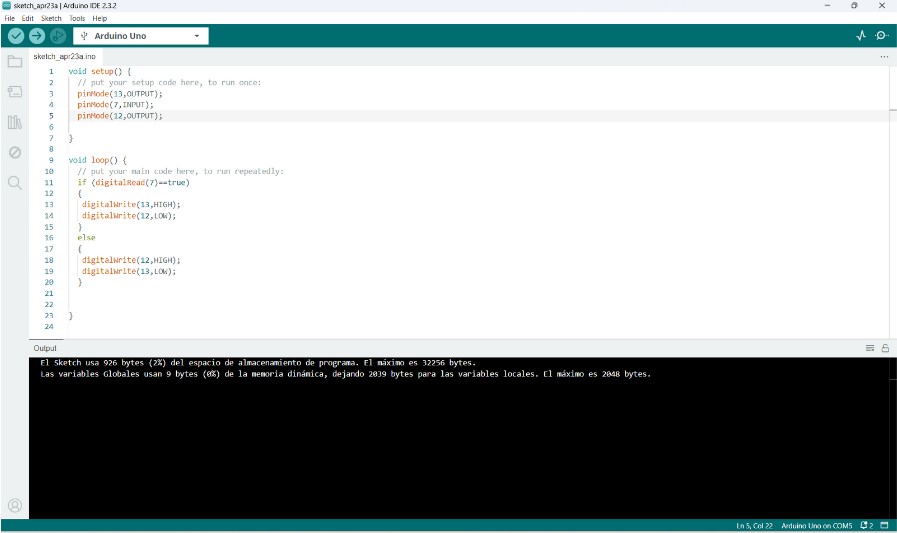 sketch_apr23a | Arduino IDE 2.3.2
File Edit Sketch Tools Help
Arduino Uno
sketch_apr23a.ino
1 void setup() {
2 // put your setup code here, to run once:
3 pinMode(13,OUTPUT);
4 pinMode(7,INPUT);
5 pinMode(12,OUTPUT);
6
7 }
8
9 void loop() {
10 // put your main code here, to run repeatedly:
11 if (digitalRead(7)==true)
12 {
13 digitalWrite(13,HIGH);
14 digitalWrite(12,LOW);
15 }
16 else
17 {
18 digitalWrite(12,HIGH);
19 digitalWrite(13,LOW);
20 }
21
22
23 }
24
Output
El Sketch usa 926 bytes (2%) del espacio de almacenamiento de programa. El máximo es 32256 bytes.
Las variables Globales usan 9 bytes (0%) de la memoria dinámica, dejando 2039 bytes para las variables locales. El máximo es 2048 bytes.
Ln 5, Col 22 Arduino Uno on COM5 2